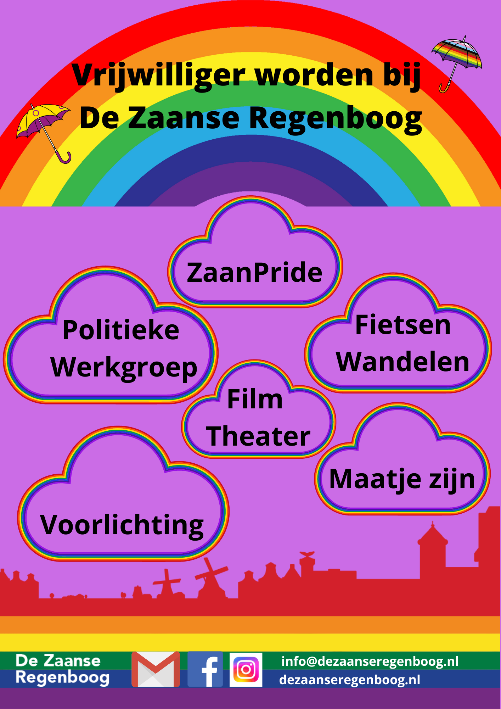 Vrijwilliger worden bij
De Zaanse Regenboog
ZaanPride
Politieke
Werkgroep
Fietsen
Wandelen
Film
Theater
Maatje zijn
Voorlichting
De Zaanse
Regenboog
info@dezaanseregenboog.nl
dezaanseregenboog.nl